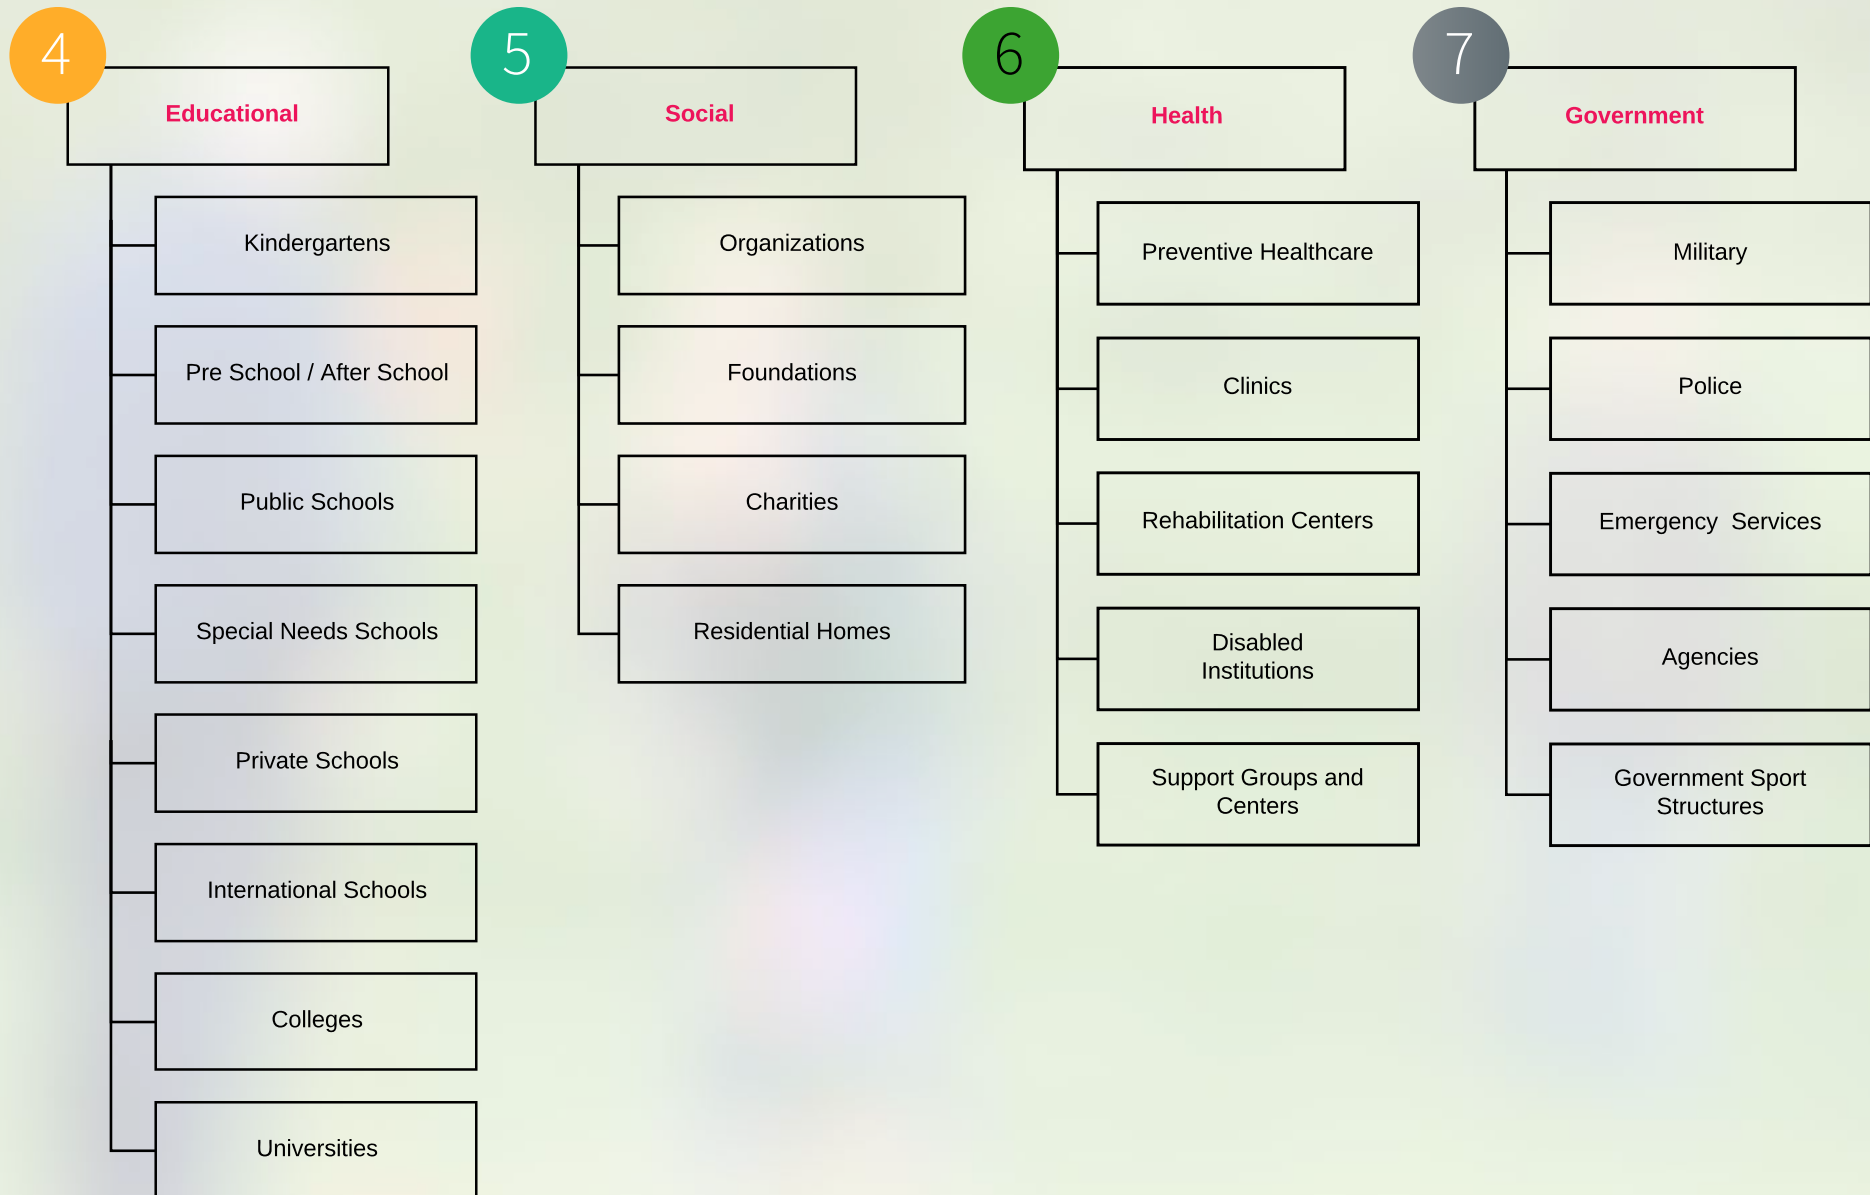 4
Educational
Kindergartens
Pre School / After School
Public Schools
Special Needs Schools
Private Schools
International Schools
Colleges
Universities
5
Social
Organizations
Foundations
Charities
Residential Homes
6
Health
Preventive Healthcare
Clinics
Rehabilitation Centers
Disabled
Institutions
Support Groups and
Centers
7
Government
Military
Police
Emergency  Services
Agencies
Government Sport
Structures